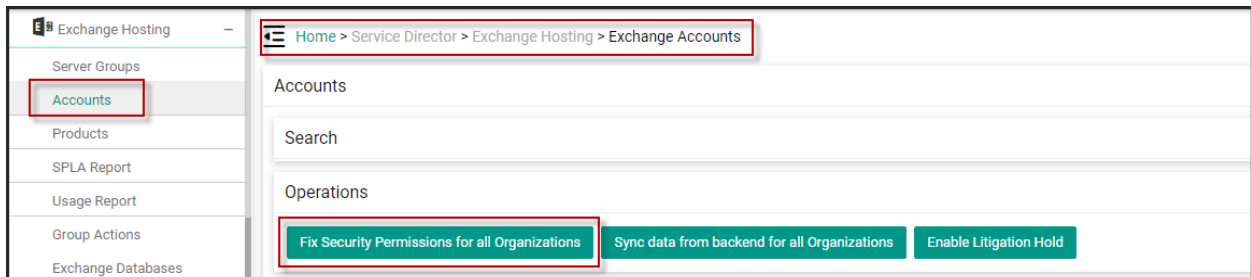 Exchange Hosting –
Home > Service Director > Exchange Hosting > Exchange Accounts
Server Groups
Accounts
Products
SPLA Report
Usage Report
Group Actions
Exchange Databases
Accounts
Search
Operations
Fix Security Permissions for all Organizations
Sync data from backend for all Organizations
Enable Litigation Hold